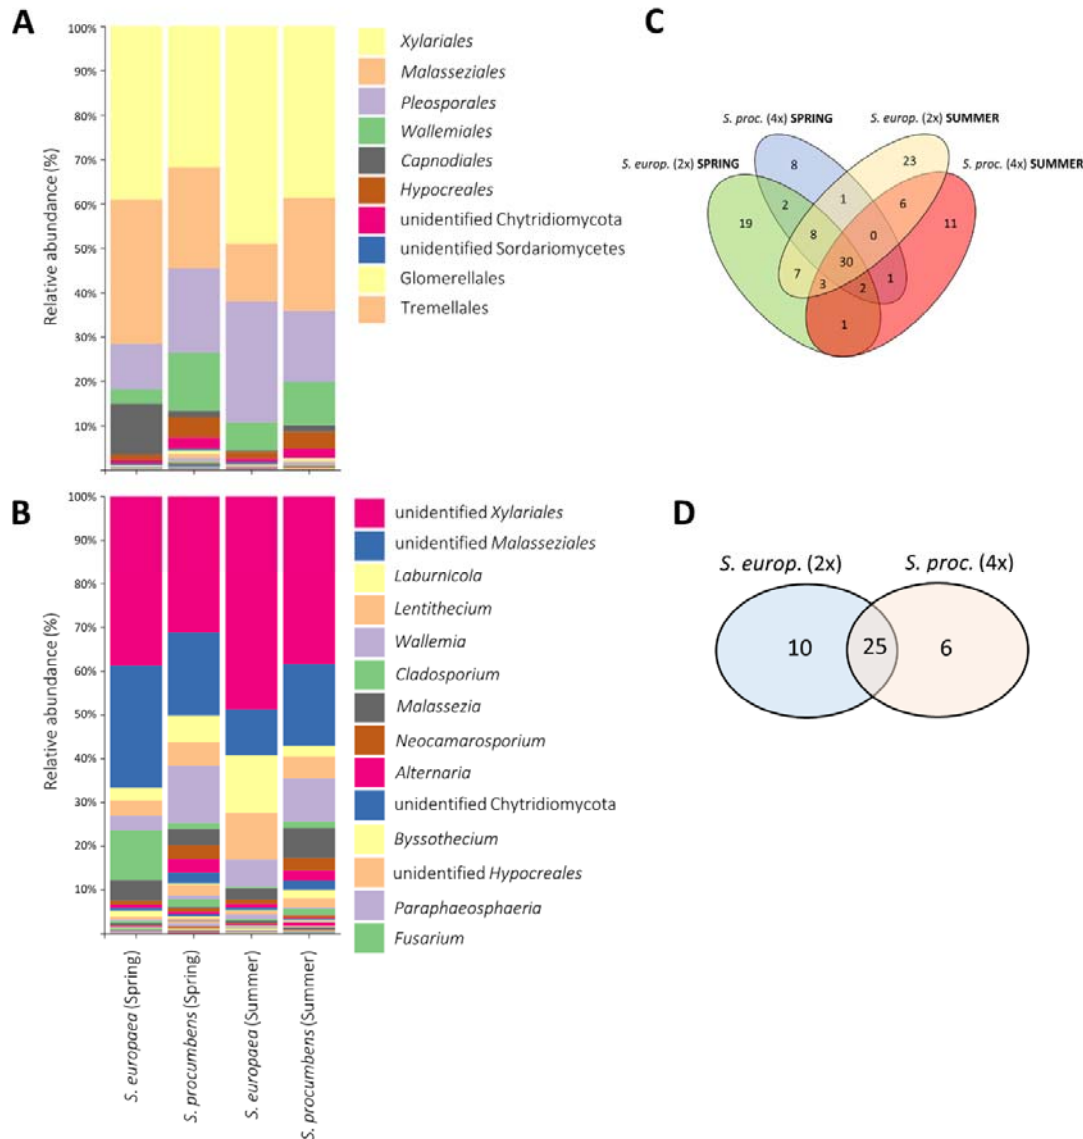 A
100%
90%
80%
70%
60%
50%
40%
30%
20%
10%
Relative abundance (%)
Xylariales
Malasseziales
Pleosporales
Wallemiales
Capnodiales
Hypocreales
unidentified Chytridiomycota
unidentified Sordariomycetes
Glomerellales
Tremellales
B
100%
90%
80%
70%
60%
50%
40%
30%
20%
10%
Relative abundance (%)
unidentified Xylariales
unidentified Malasseziales
Laburnicola
Lentithecium
Wallemia
Cladosporium
Malassezia
Neocamarosporium
Alternaria
unidentified Chytridiomycota
Byssothecium
unidentified Hypocreales
Paraphaeosphaeria
Fusarium
S. europaea (Spring)
S. procumbens (Spring)
S. europaea (Summer)
S. procumbens (Summer)
C
S. proc. (4x) SPRING
S. europ. (2x) SUMMER
S. europ. (2x) SPRING
S. proc. (4x) SUMMER
8
23
2
1
6
19
11
8
0
30
7
3
2
1
1
D
S. europ. (2x)
S. proc. (4x)
10
25
6